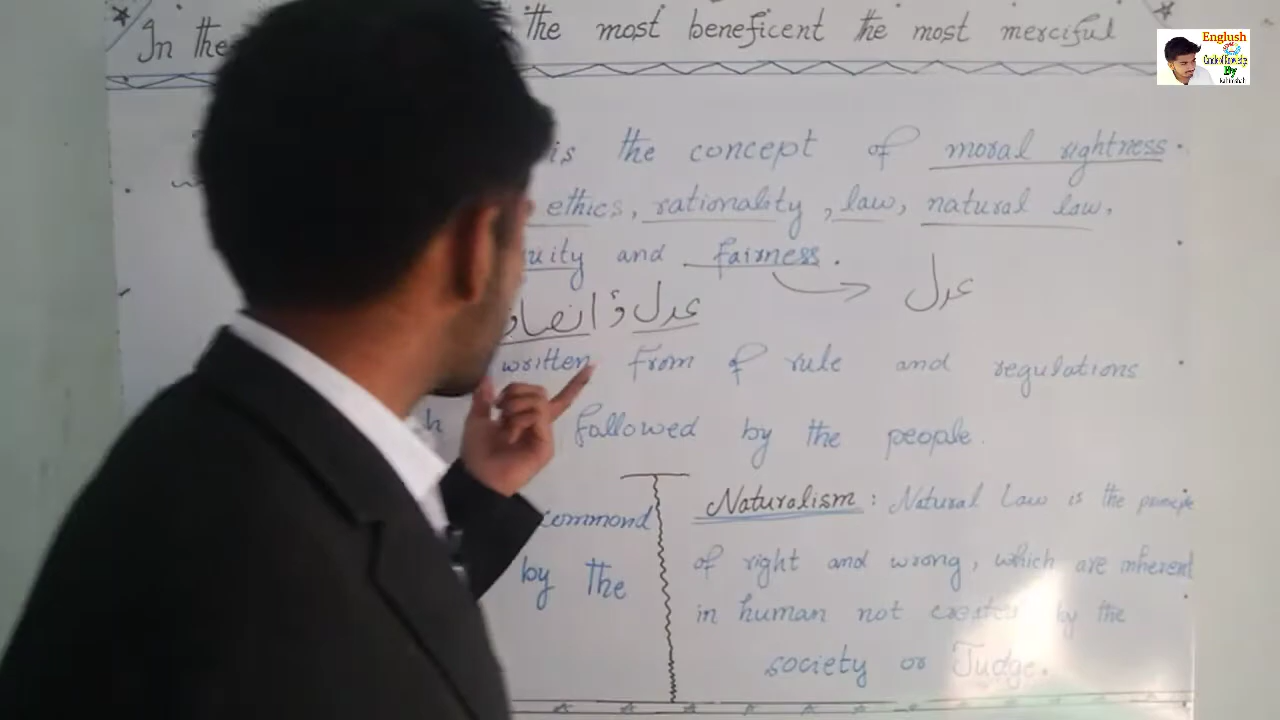 In the the most beneficent the most merciful
is the concept of moral rightness.
ethics, rationality, law, natural law,
uity and fairness.
عدل
عدل و انصاف
written from of rule and regulations
h followed by the people.
commond
by the
Naturalism : Natural Law is the principle
of right and wrong, which are inherent
in human not created by the
society or Judge.
Englush
By